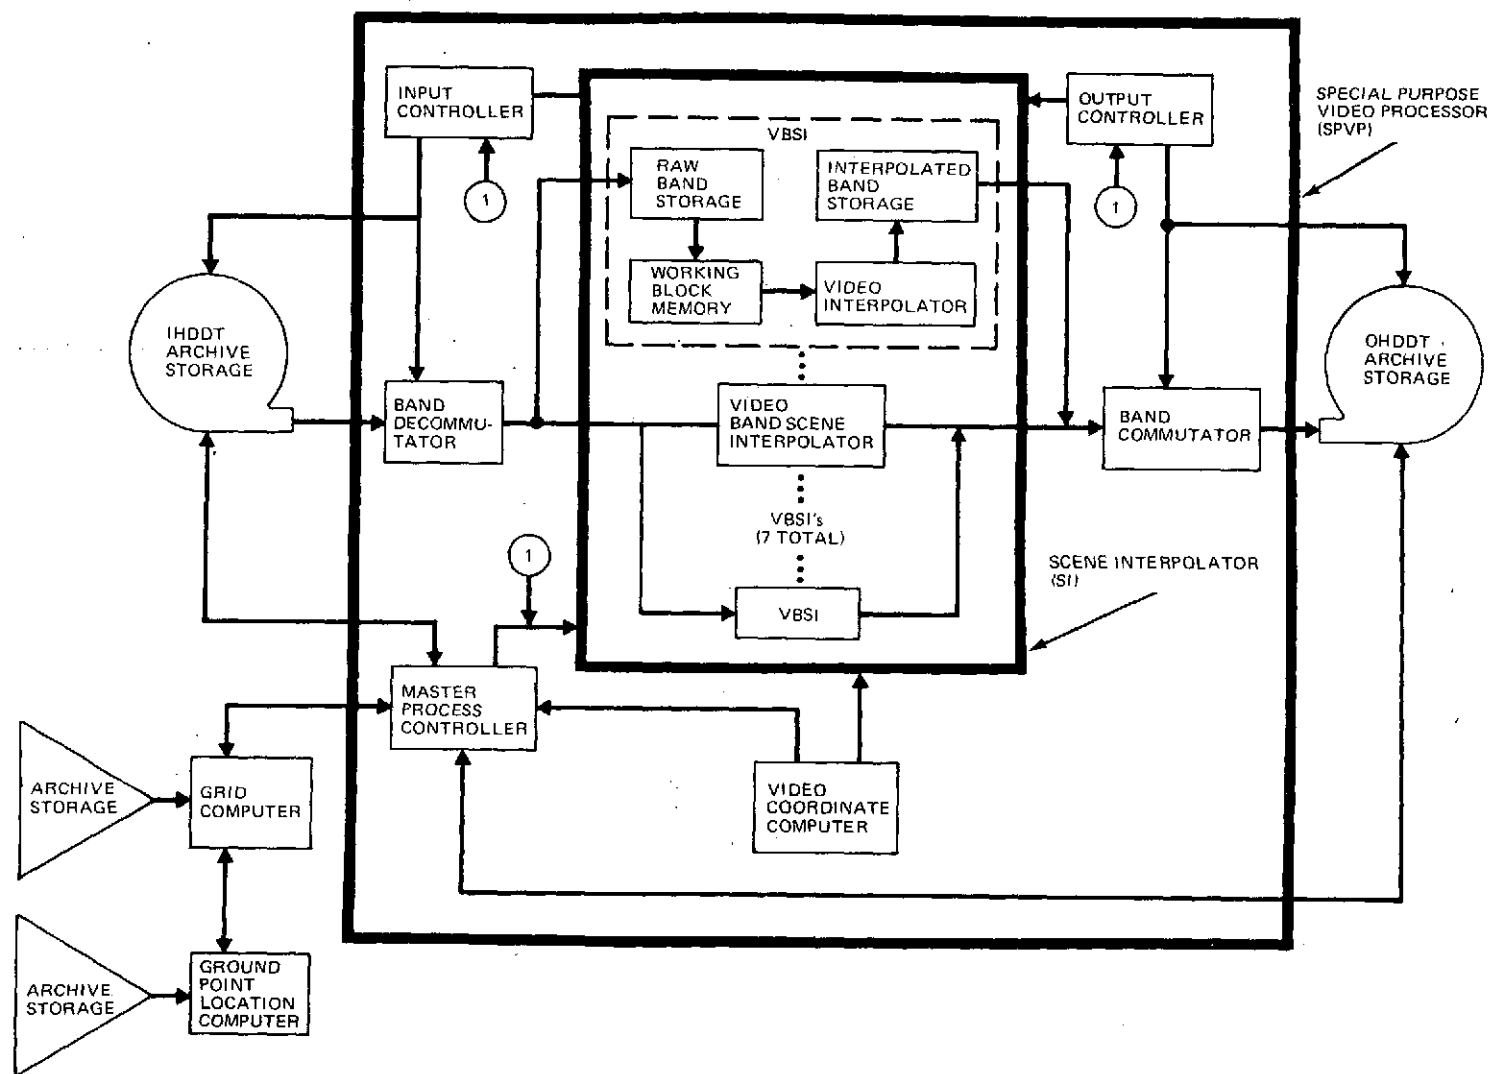 INPUT
CONTROLLER
1
VBSI
RAW
BAND
STORAGE
INTERPOLATED
BAND
STORAGE
WORKING
BLOCK
MEMORY
VIDEO
INTERPOLATOR
OUTPUT
CONTROLLER
1
SPECIAL PURPOSE
VIDEO PROCESSOR
(SPVP)
IHDDT
ARCHIVE
STORAGE
BAND
DECOMMU-
TATOR
VIDEO
BAND SCENE
INTERPOLATOR
BAND
COMMUTATOR
OHDDT
ARCHIVE
STORAGE
VBSI's
(7 TOTAL)
1
VBSI
SCENE INTERPOLATOR
(SI)
MASTER
PROCESS
CONTROLLER
ARCHIVE
STORAGE
GRID
COMPUTER
VIDEO
COORDINATE
COMPUTER
ARCHIVE
STORAGE
GROUND
POINT
LOCATION
COMPUTER